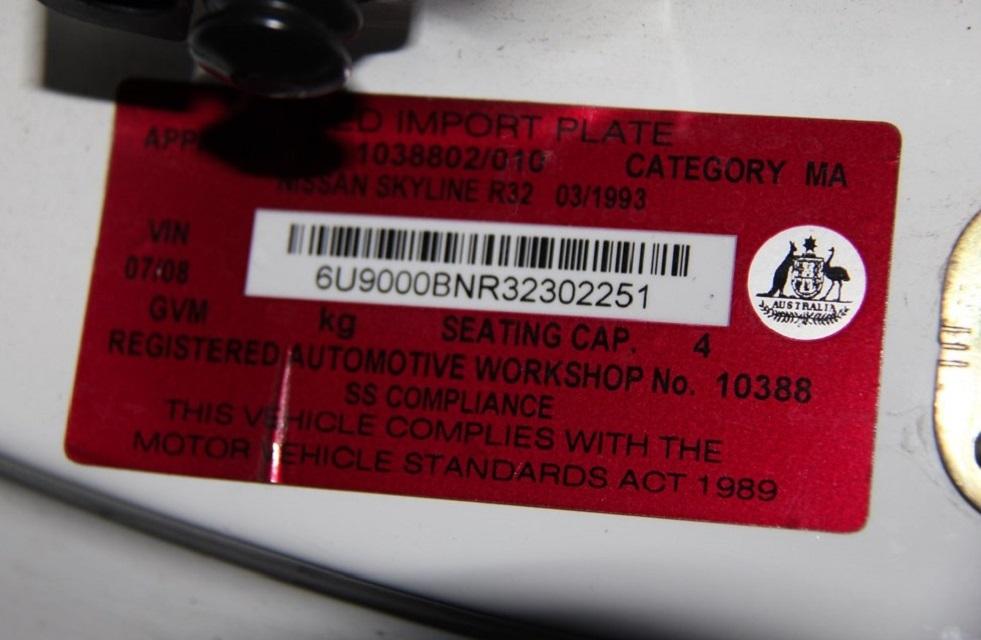 IMPORT PLATE
1038802/010 CATEGORY MA
NISSAN SKYLINE R32 03/1993
VIN
07/08
6U9000BNR32302251
AUSTRALIA
GVM kg SEATING CAP. 4
REGISTERED AUTOMOTIVE WORKSHOP No. 10388
SS COMPLIANCE
THIS VEHICLE COMPLIES WITH THE
MOTOR VEHICLE STANDARDS ACT 1989